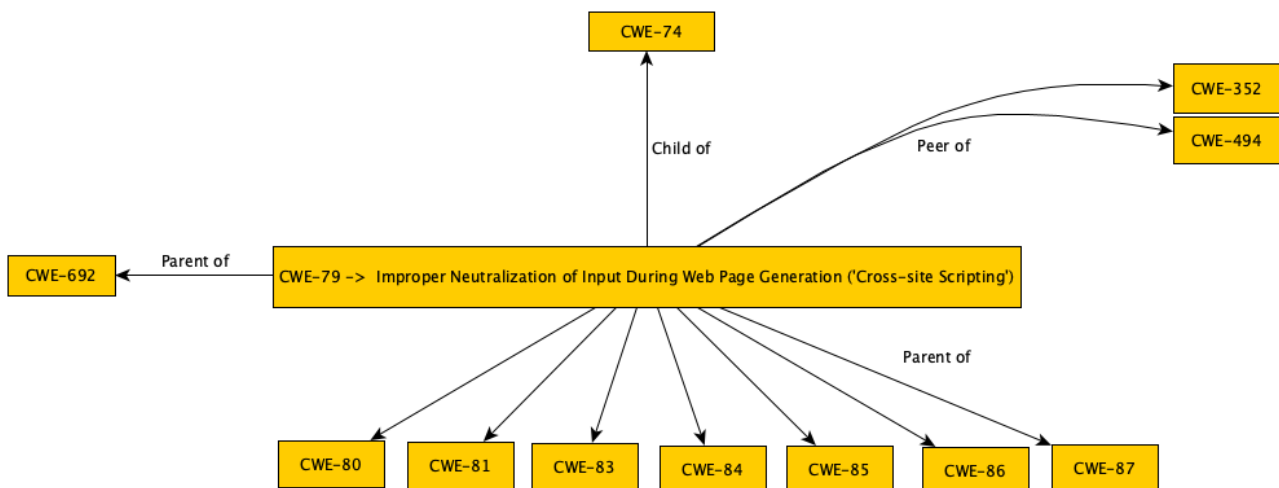 CWE-74
CWE-352
CWE-494
Child of
Peer of
Parent of
CWE-692
CWE-79 -> Improper Neutralization of Input During Web Page Generation ('Cross-site Scripting')
Parent of
CWE-80
CWE-81
CWE-83
CWE-84
CWE-85
CWE-86
CWE-87